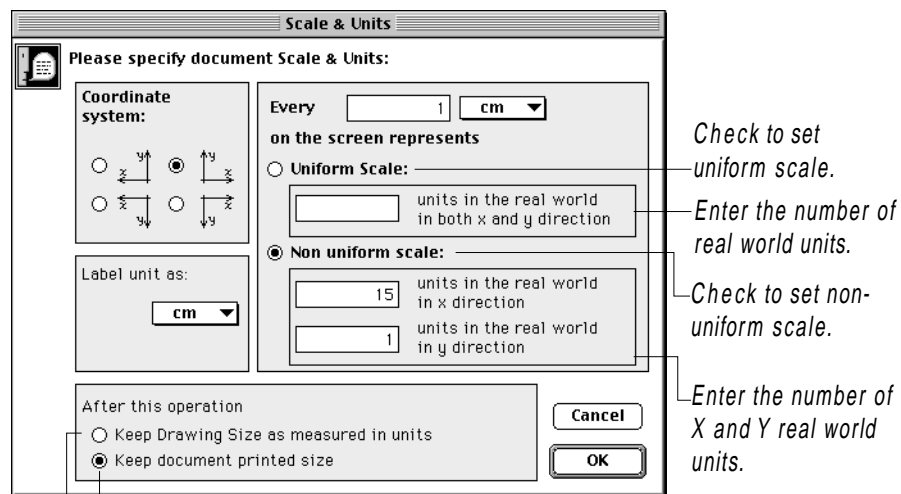 Scale & Units
Please specify document Scale & Units:
Coordinate
system:
y y
x x
x x
y y
Label unit as:
cm
Every 1 cm
on the screen represents
Uniform Scale:
units in the real world
in both x and y direction
Non uniform scale:
15 units in the real world
in x direction
1 units in the real world
in y direction
After this operation
Keep Drawing Size as measured in units
Keep document printed size
Cancel
OK
Check to set
uniform scale.
Enter the number of
real world units.
Check to set non-
uniform scale.
Enter the number of
X and Y real world
units.